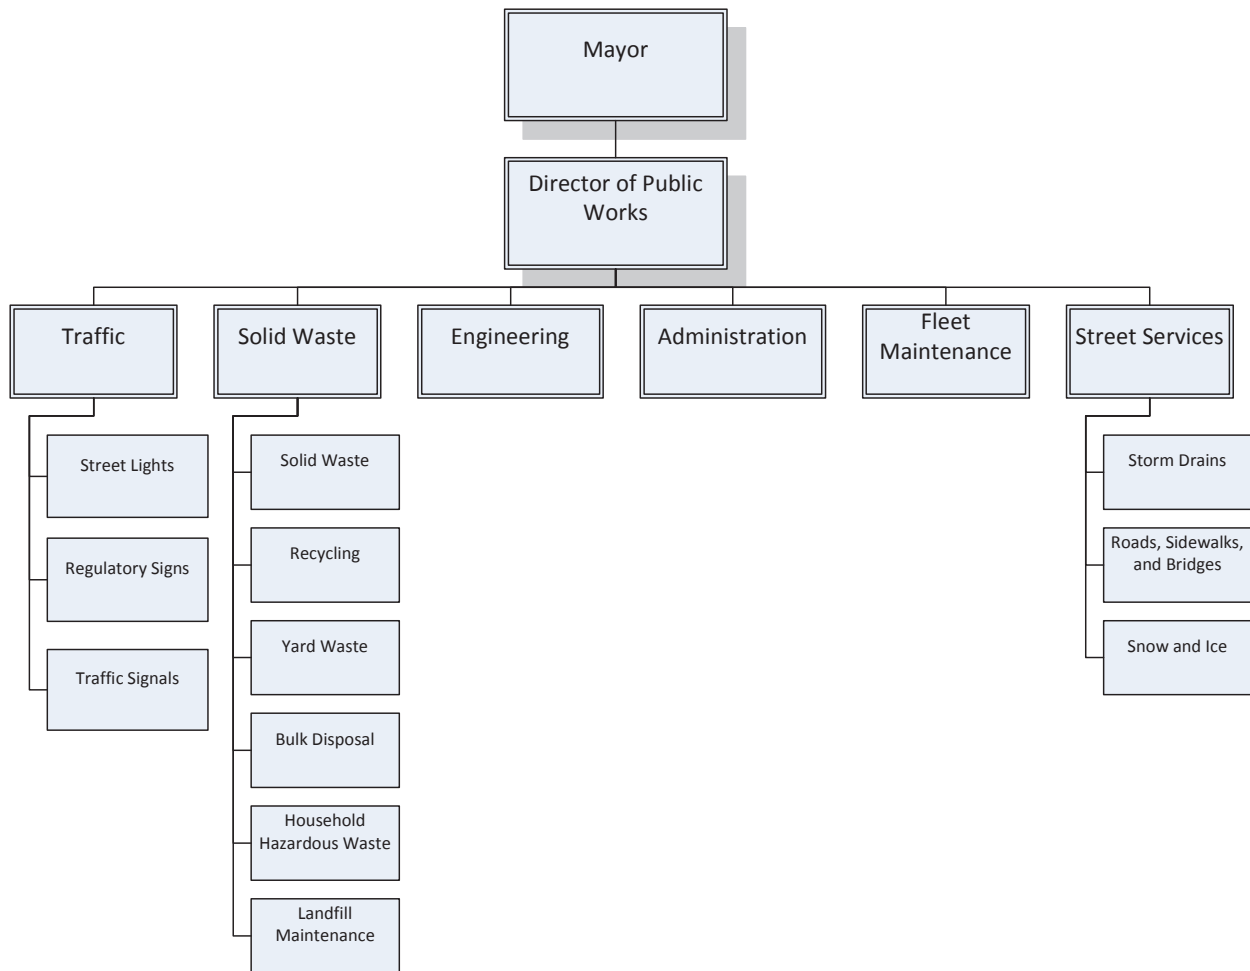 Mayor
Director of Public
Works
Traffic
Solid Waste
Engineering
Administration
Fleet
Maintenance
Street Services
Street Lights
Regulatory Signs
Traffic Signals
Solid Waste
Recycling
Yard Waste
Bulk Disposal
Household
Hazardous Waste
Landfill
Maintenance
Storm Drains
Roads, Sidewalks,
and Bridges
Snow and Ice